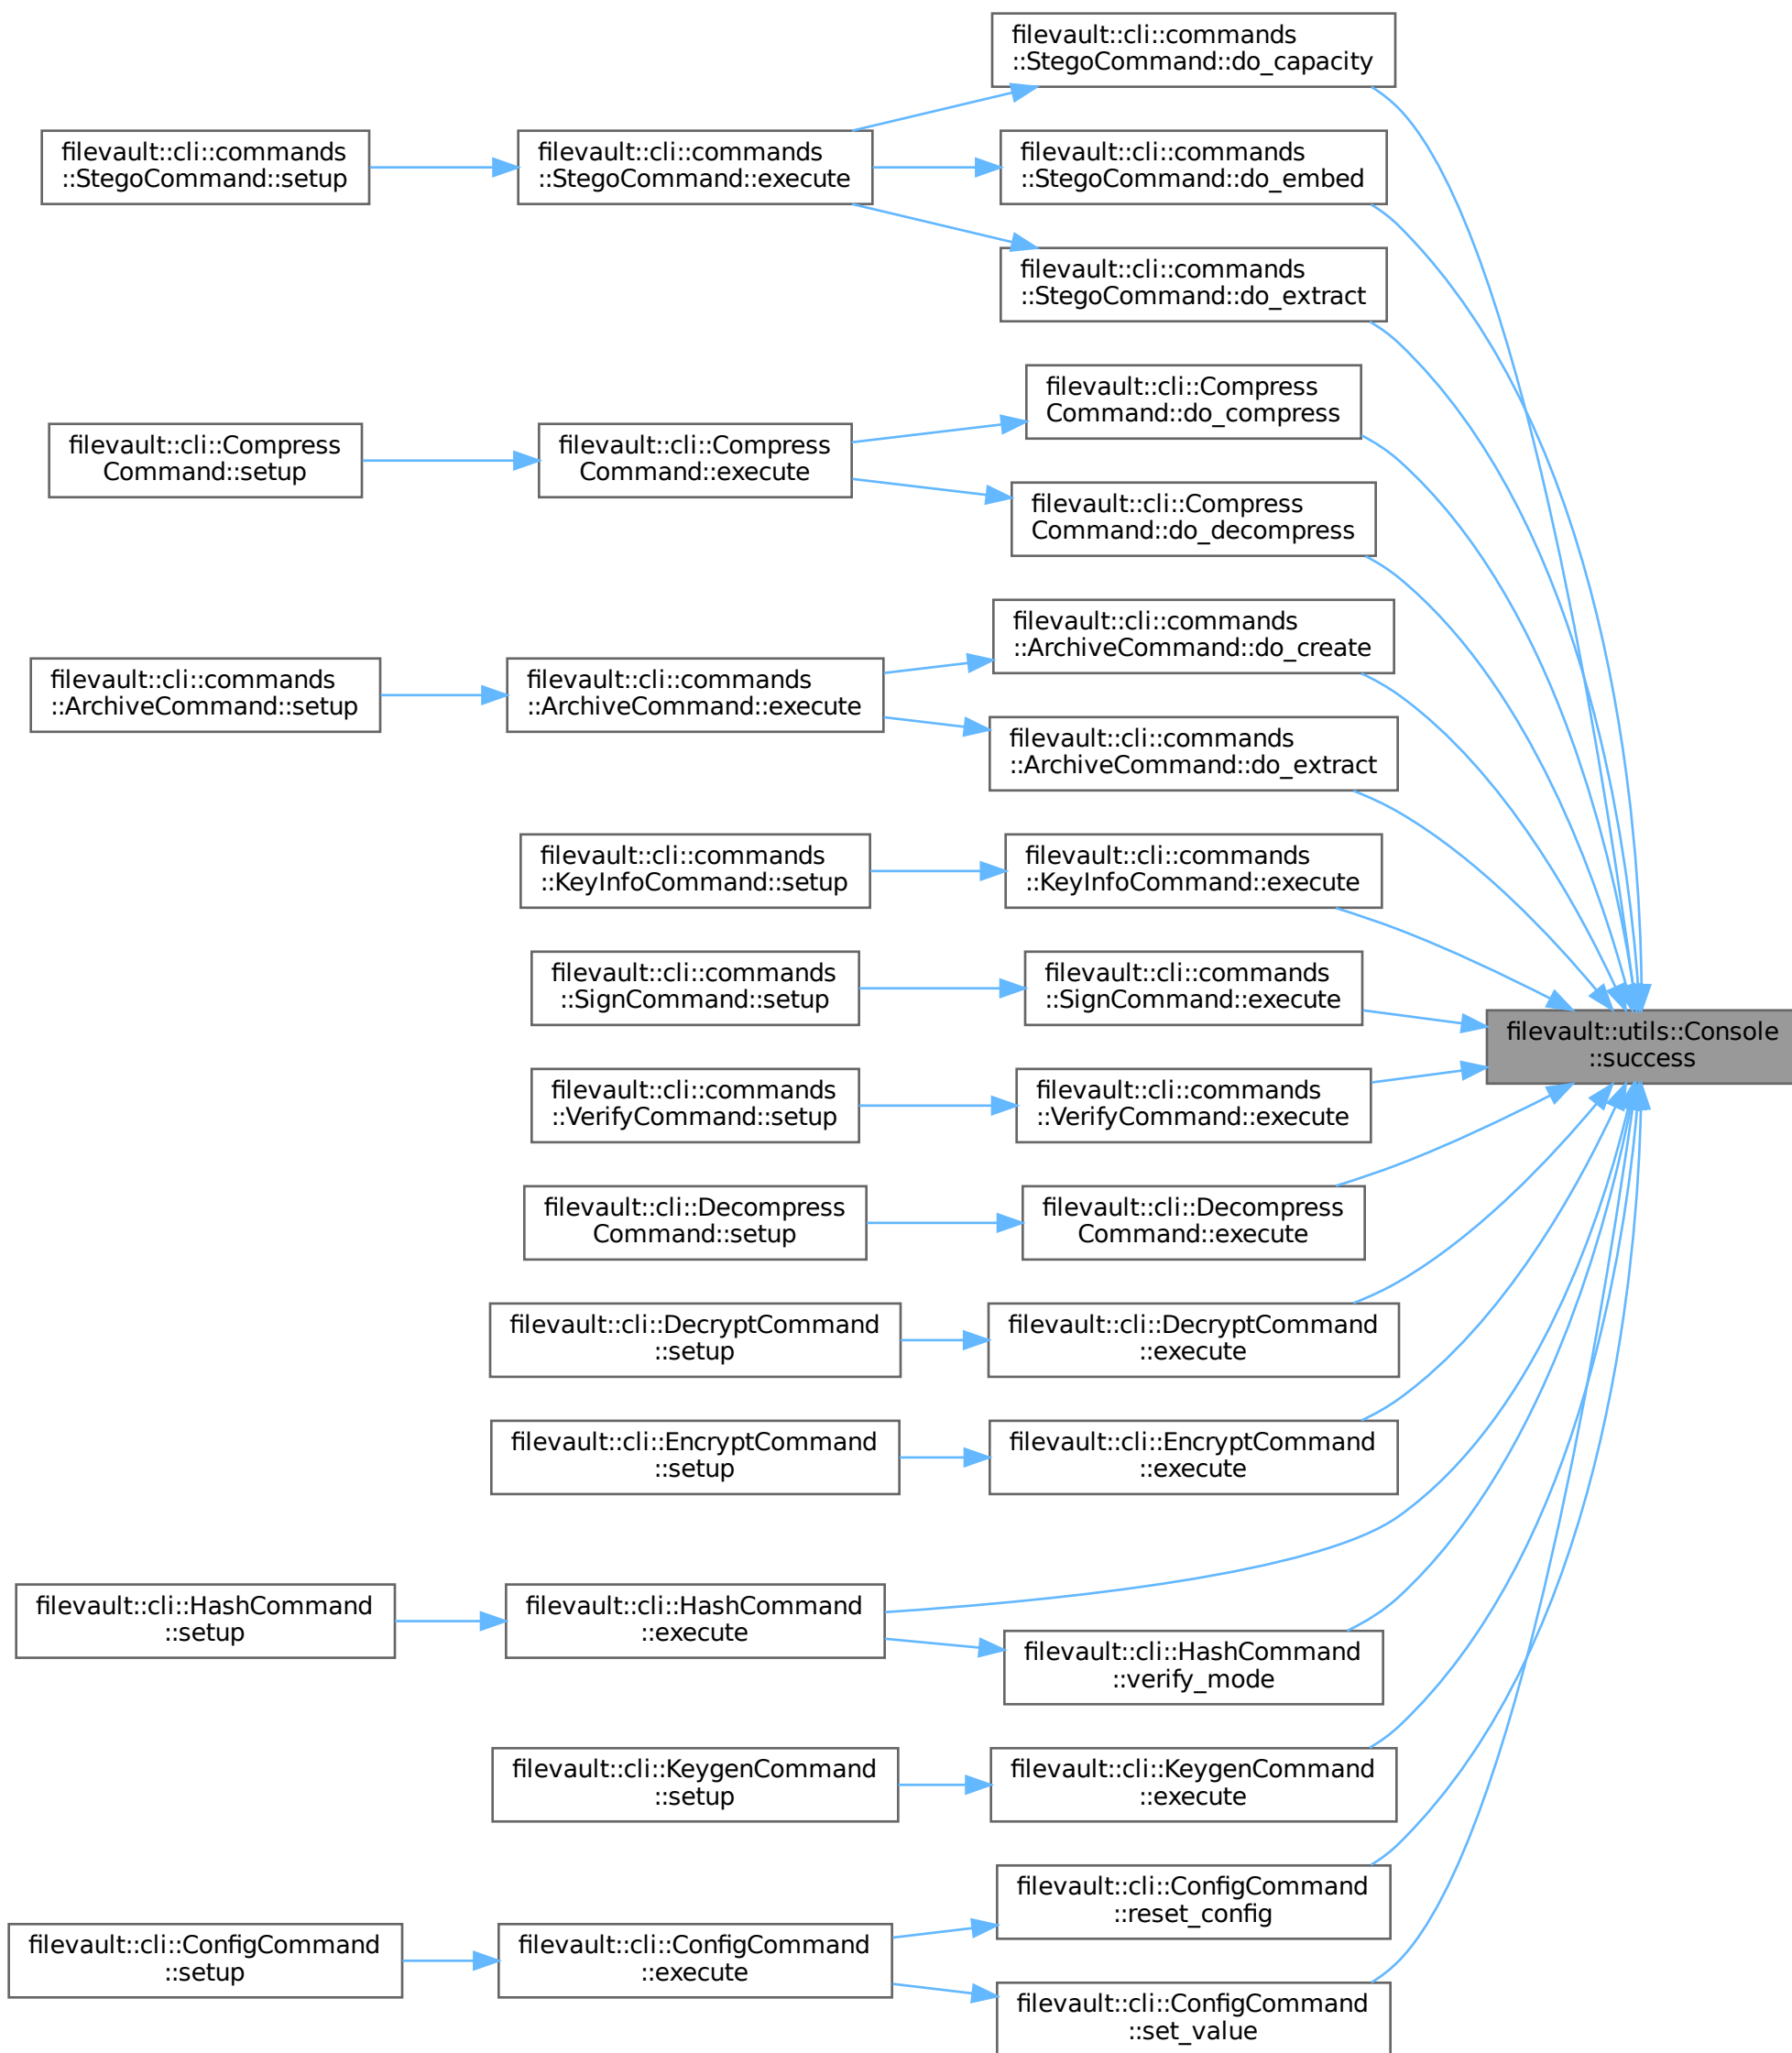 filevault::cli::commands
::StegoCommand::do_capacity
filevault::cli::commands
::StegoCommand::setup
filevault::cli::commands
::StegoCommand::execute
filevault::cli::commands
::StegoCommand::do_embed
filevault::cli::commands
::StegoCommand::do_extract
filevault::cli::Compress
Command::do_compress
filevault::cli::Compress
Command::setup
filevault::cli::Compress
Command::execute
filevault::cli::Compress
Command::do_decompress
filevault::cli::commands
::ArchiveCommand::do_create
filevault::cli::commands
::ArchiveCommand::setup
filevault::cli::commands
::ArchiveCommand::execute
filevault::cli::commands
::ArchiveCommand::do_extract
filevault::cli::commands
::KeyInfoCommand::setup
filevault::cli::commands
::KeyInfoCommand::execute
filevault::cli::commands
::SignCommand::setup
filevault::cli::commands
::SignCommand::execute
filevault::utils::Console
::success
filevault::cli::commands
::VerifyCommand::setup
filevault::cli::commands
::VerifyCommand::execute
filevault::cli::Decompress
Command::setup
filevault::cli::Decompress
Command::execute
filevault::cli::DecryptCommand
::setup
filevault::cli::DecryptCommand
::execute
filevault::cli::EncryptCommand
::setup
filevault::cli::EncryptCommand
::execute
filevault::cli::HashCommand
::setup
filevault::cli::HashCommand
::execute
filevault::cli::HashCommand
::verify_mode
filevault::cli::KeygenCommand
::setup
filevault::cli::KeygenCommand
::execute
filevault::cli::ConfigCommand
::reset_config
filevault::cli::ConfigCommand
::setup
filevault::cli::ConfigCommand
::execute
filevault::cli::ConfigCommand
::set_value